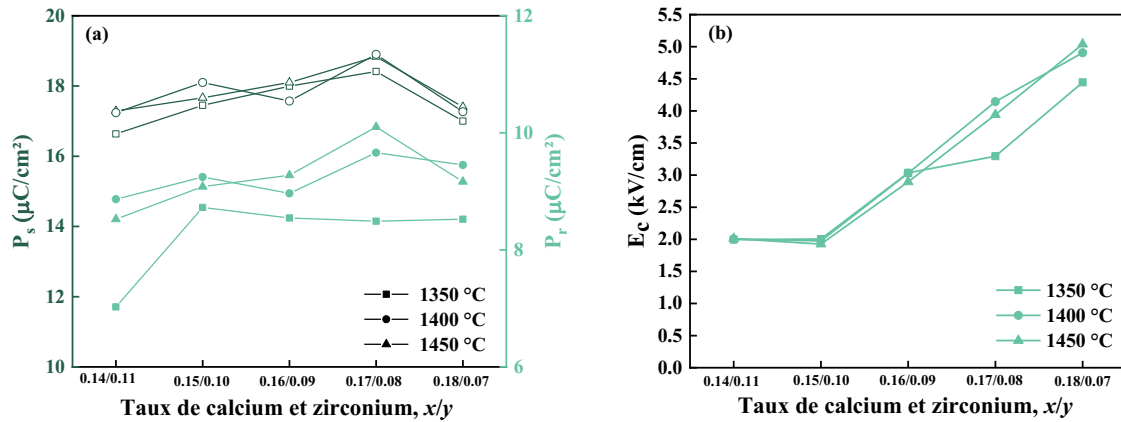 (a)
20
18
16
14
12
10
P_s (µC/cm²)
12
10
8
6
P_r (µC/cm²)
1350 °C
1400 °C
1450 °C
0.14/0.11 0.15/0.10 0.16/0.09 0.17/0.08 0.18/0.07
Taux de calcium et zirconium, x/y
(b)
5.5
5.0
4.5
4.0
3.5
3.0
2.5
2.0
1.5
1.0
0.5
0.0
E_C (kV/cm)
1350 °C
1400 °C
1450 °C
0.14/0.11 0.15/0.10 0.16/0.09 0.17/0.08 0.18/0.07
Taux de calcium et zirconium, x/y